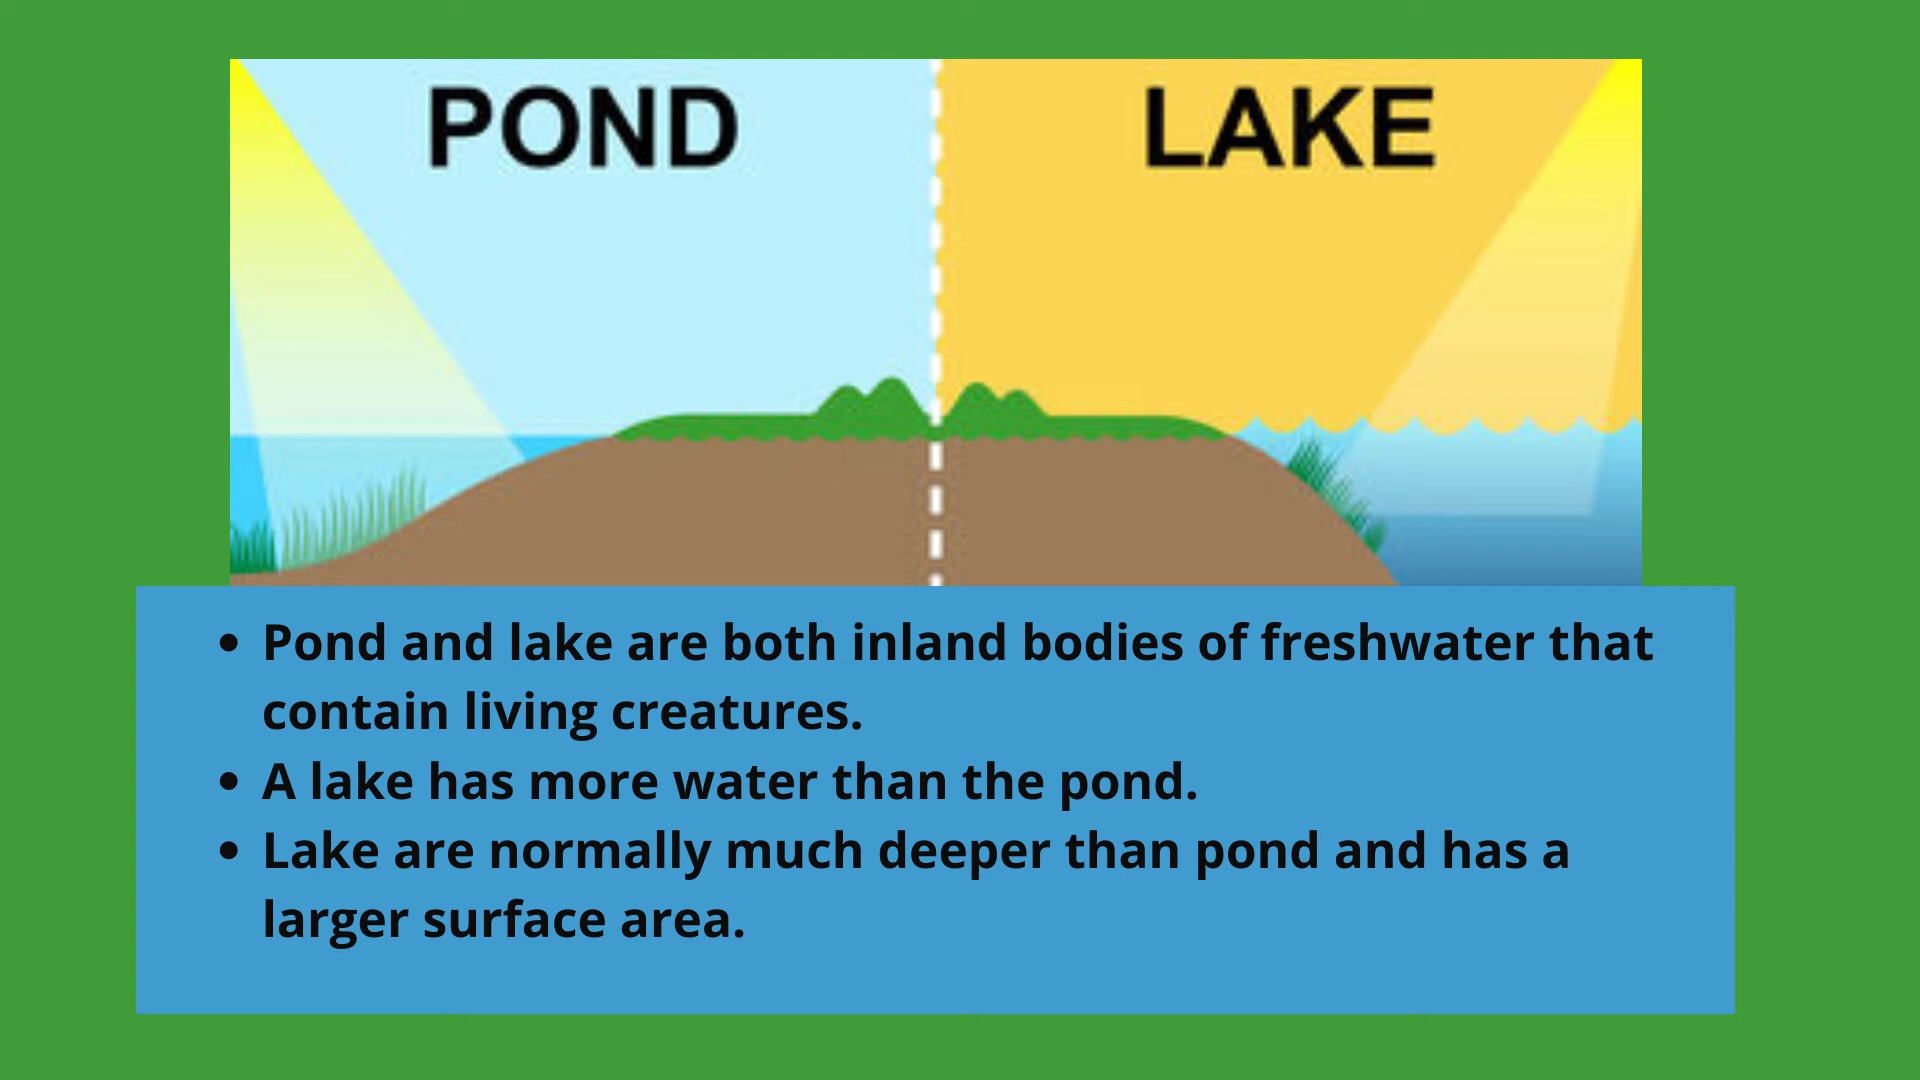 POND
LAKE
• Pond and lake are both inland bodies of freshwater that
contain living creatures.
• A lake has more water than the pond.
• Lake are normally much deeper than pond and has a
larger surface area.